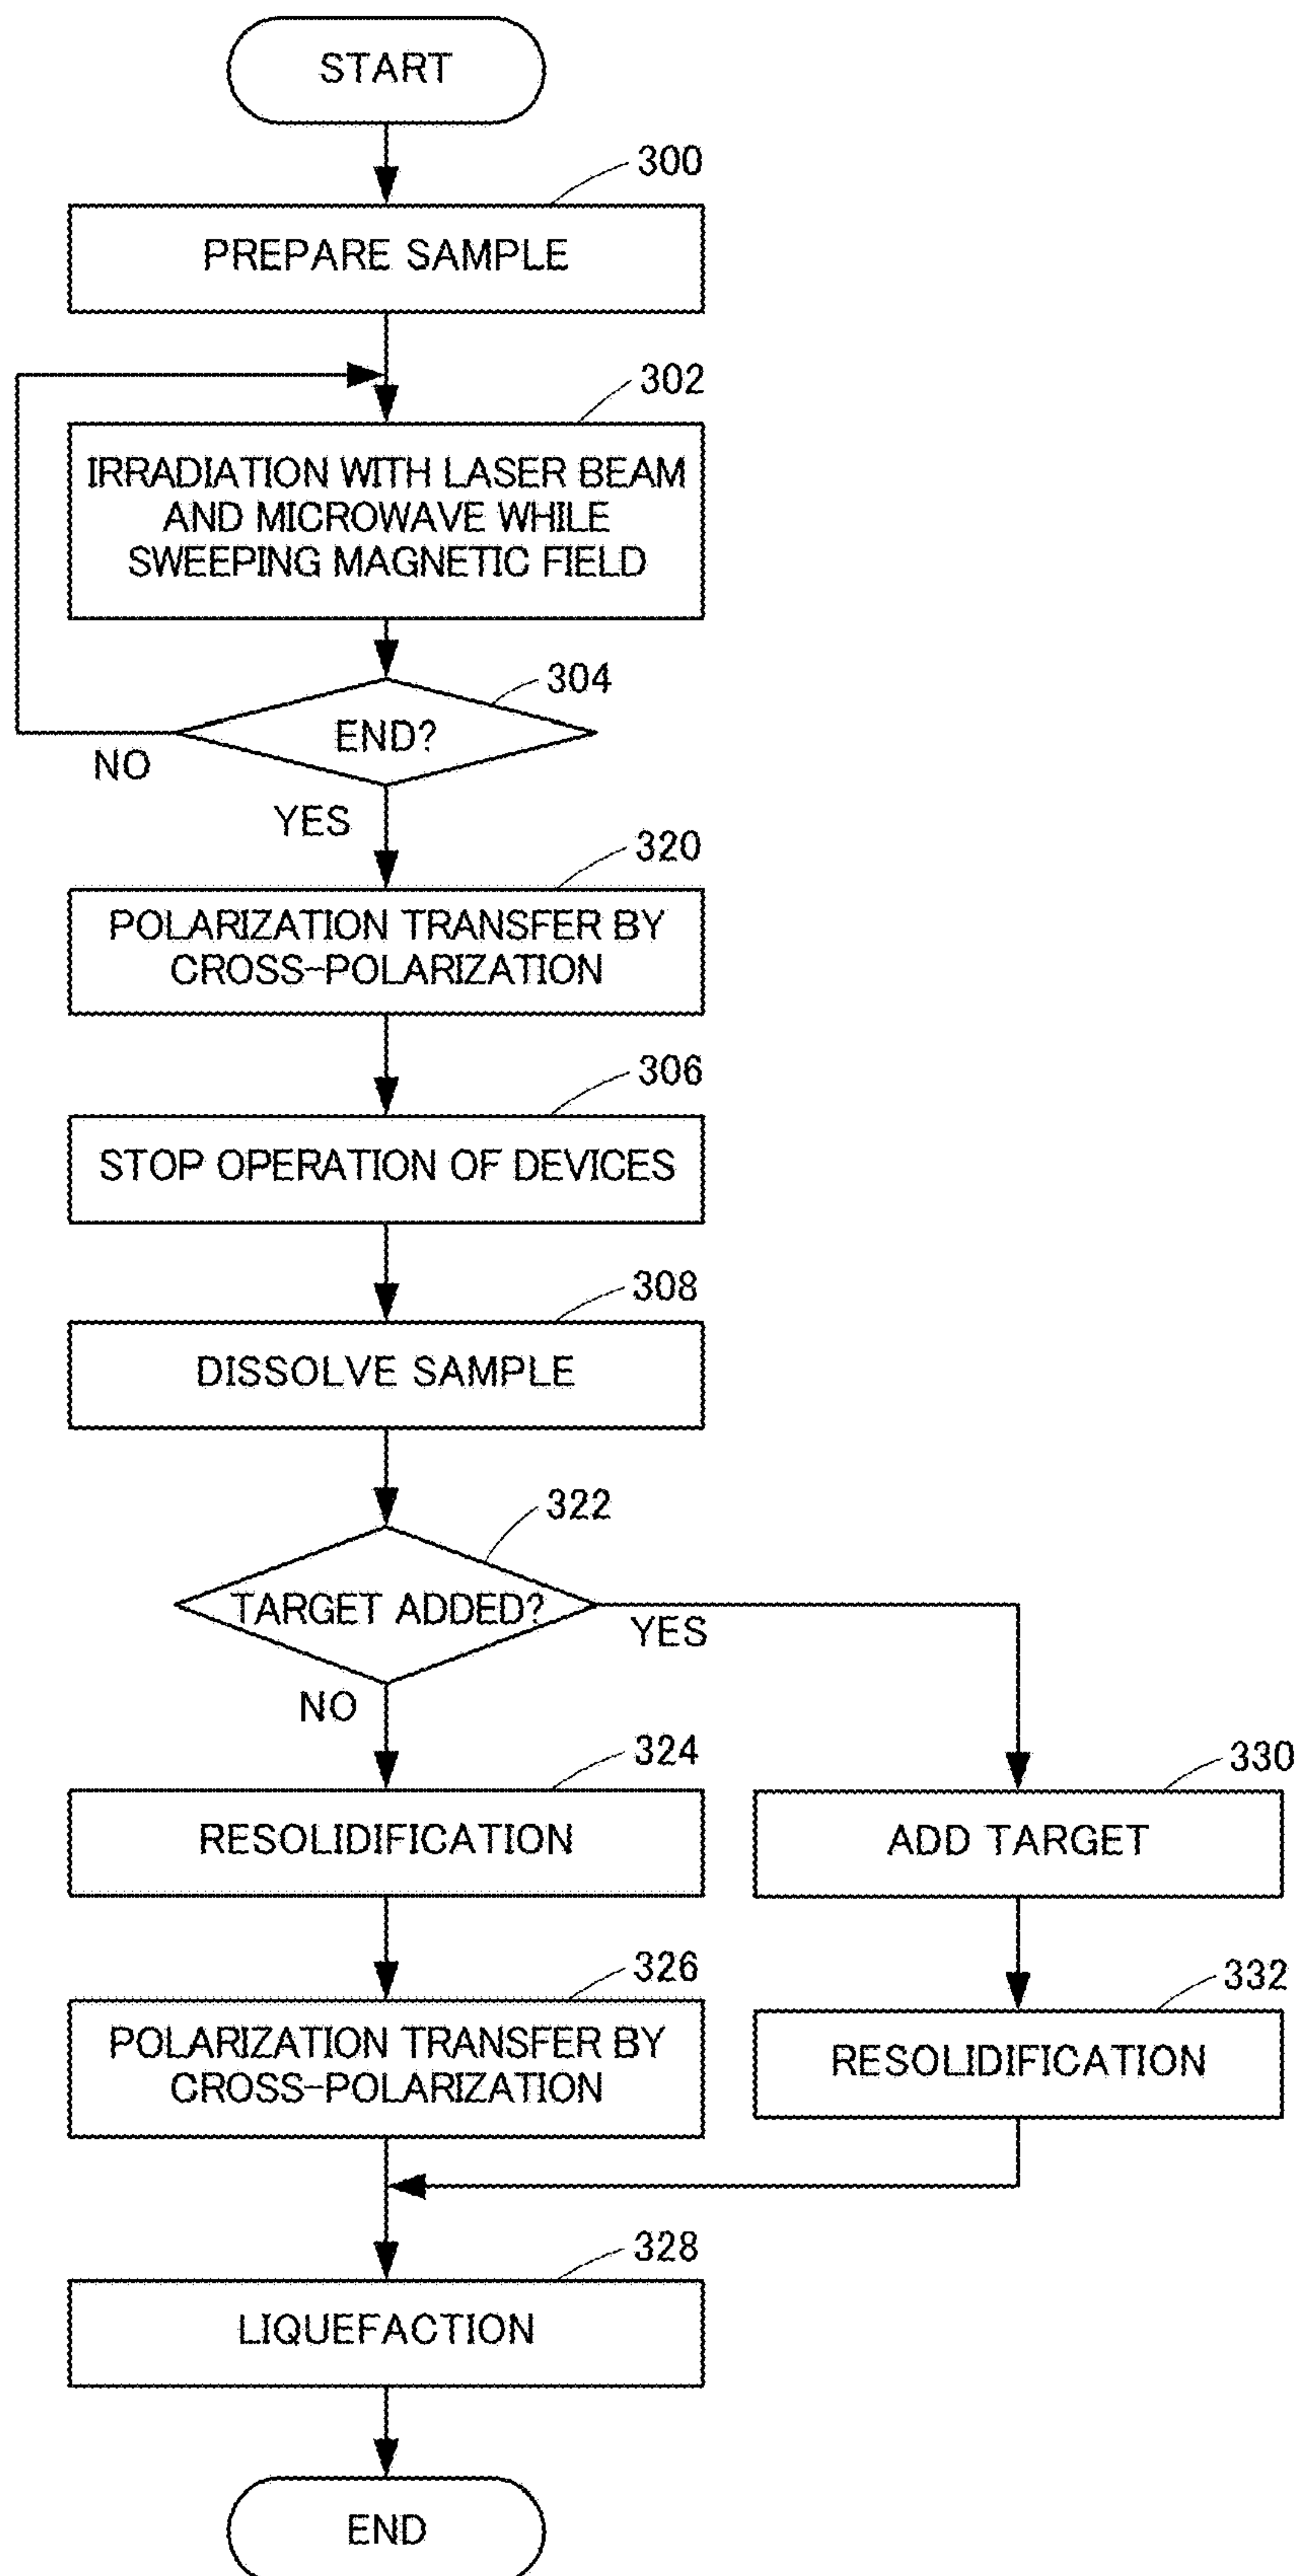 START
300
PREPARE SAMPLE
302
IRRADIATION WITH LASER BEAM
AND MICROWAVE WHILE
SWEEPING MAGNETIC FIELD
304
END?
NO
YES
320
POLARIZATION TRANSFER BY
CROSS-POLARIZATION
306
STOP OPERATION OF DEVICES
308
DISSOLVE SAMPLE
322
TARGET ADDED?
YES
NO
324
RESOLIDIFICATION
330
ADD TARGET
326
POLARIZATION TRANSFER BY
CROSS-POLARIZATION
332
RESOLIDIFICATION
328
LIQUEFACTION
END